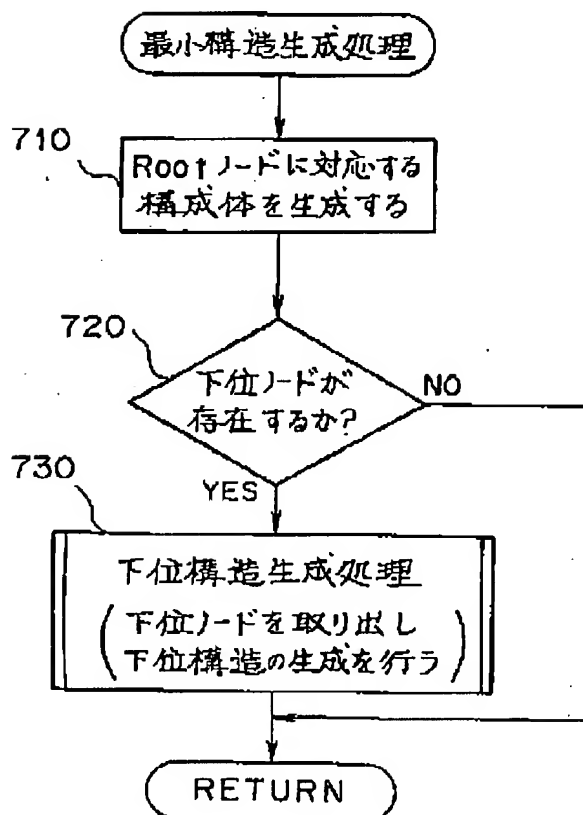 最小構造生成処理
710
Rootノードに対応する
構成体を生成する
720
下位ノードが
存在するか?
NO
YES
730
下位構造生成処理
(下位ノードを取り出し
下位構造の生成を行う)
RETURN